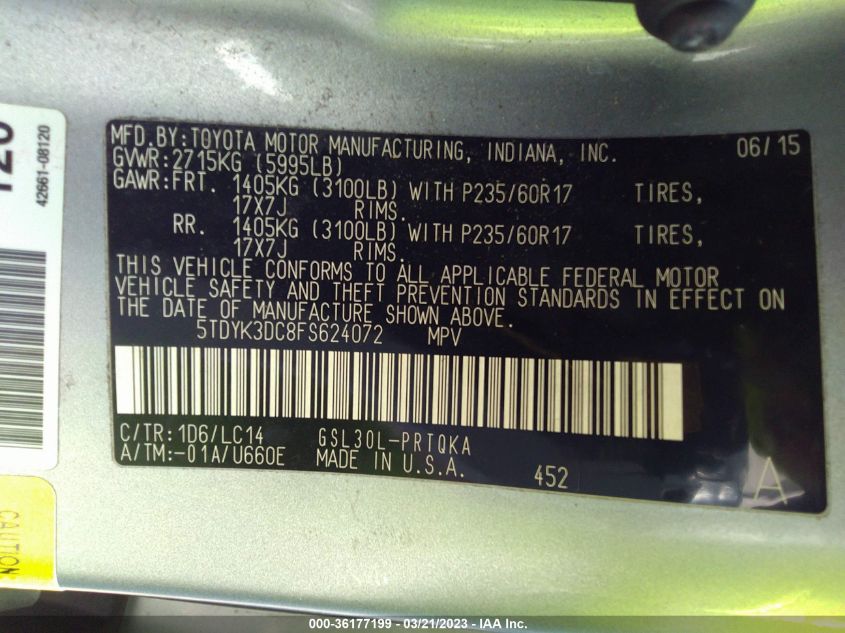 MFD.BY:TOYOTA MOTOR MANUFACTURING, INDIANA, INC. 06/15
GVWR:2715KG (5995LB)
GAWR:FRT. 1405KG (3100LB) WITH P235/60R17 TIRES,
17X7J RIMS.
RR. 1405KG (3100LB) WITH P235/60R17 TIRES,
17X7J RIMS.
THIS VEHICLE CONFORMS TO ALL APPLICABLE FEDERAL MOTOR
VEHICLE SAFETY AND THEFT PREVENTION STANDARDS IN EFFECT ON
THE DATE OF MANUFACTURE SHOWN ABOVE.
5TDYK3DC8FS624072 MPV
C/TR:1D6/LC14 GSL30L-PRTQKA
A/TM:-01A/U660E MADE IN U.S.A.
452 A
42661-08120
CAUTION
000-36177199 - 03/21/2023 - IAA Inc.